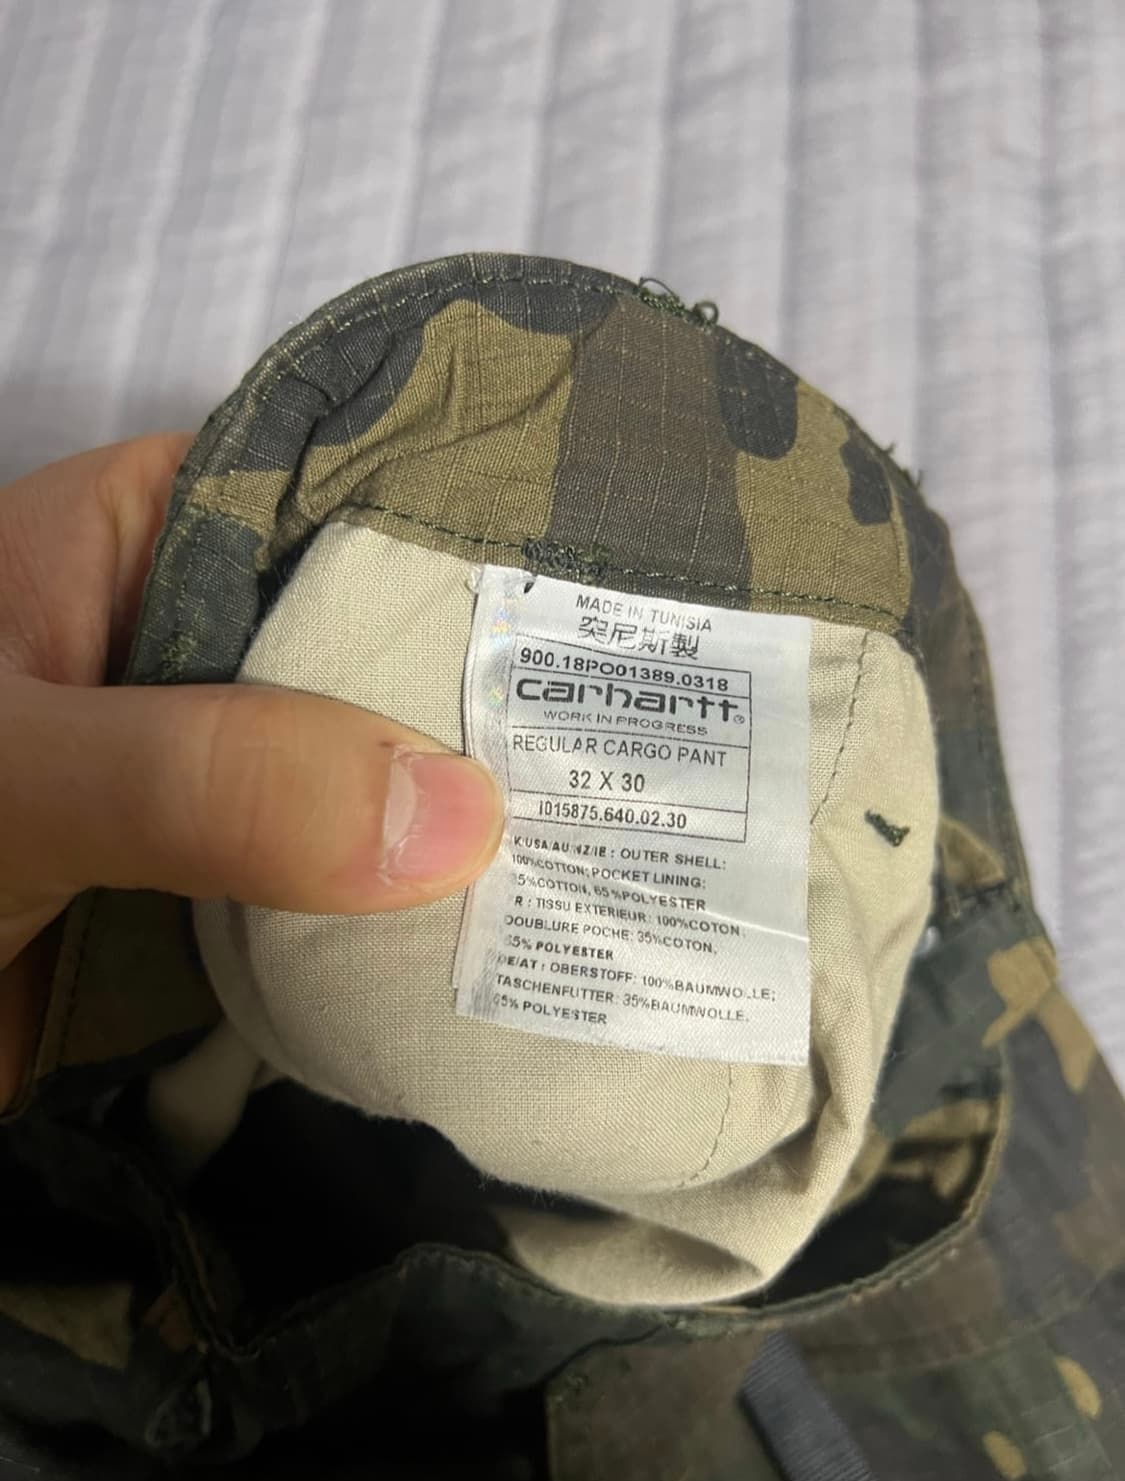 MADE IN TUNISIA
突尼斯製
900.18PO01389.0318
carhartt®
WORK IN PROGRESS
REGULAR CARGO PANT
32 X 30
I015875.640.02.30
K/USA/AU/NZ/IE : OUTER SHELL:
100%COTTON; POCKET LINING:
35%COTTON, 65%POLYESTER
R : TISSU EXTERIEUR: 100%COTON:
DOUBLURE POCHE: 35%COTON,
65% POLYESTER
DE/AT : OBERSTOFF: 100%BAUMWOLLE;
TASCHENFUTTER: 35%BAUMWOLLE,
65% POLYESTER